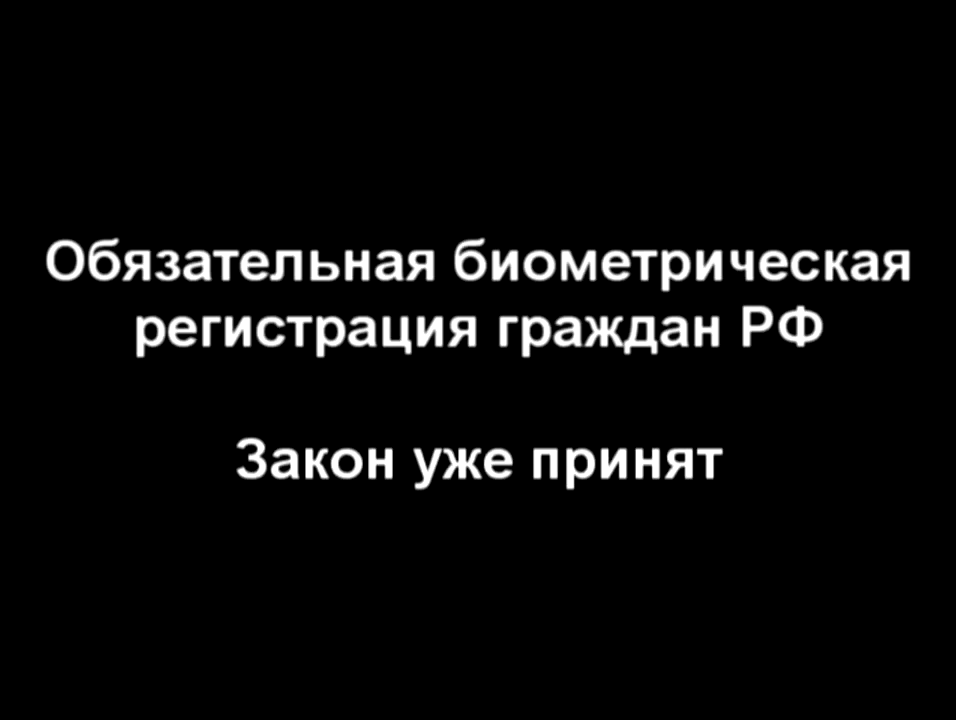 Обязательная биометрическая
регистрация граждан РФ
Закон уже принят